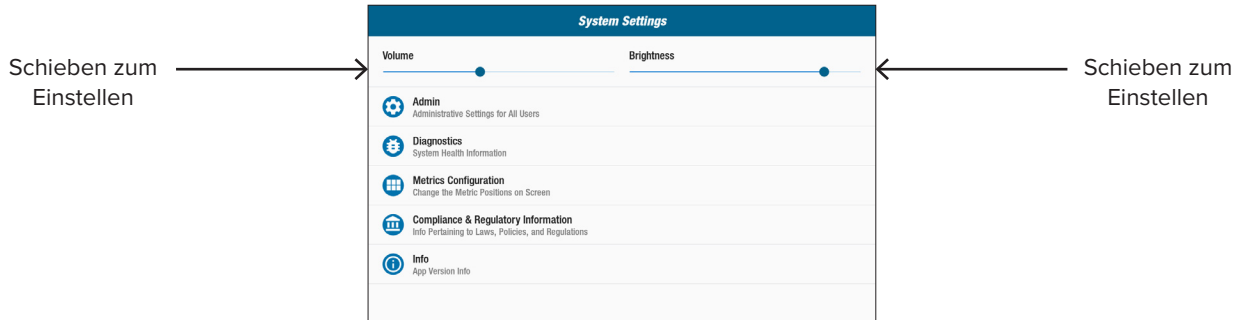 System Settings
Volume
Brightness
Schieben zum
Einstellen
Schieben zum
Einstellen
Admin
Administrative Settings for All Users
Diagnostics
System Health Information
Metrics Configuration
Change the Metric Positions on Screen
Compliance & Regulatory Information
Info Pertaining to Laws, Policies, and Regulations
Info
App Version Info